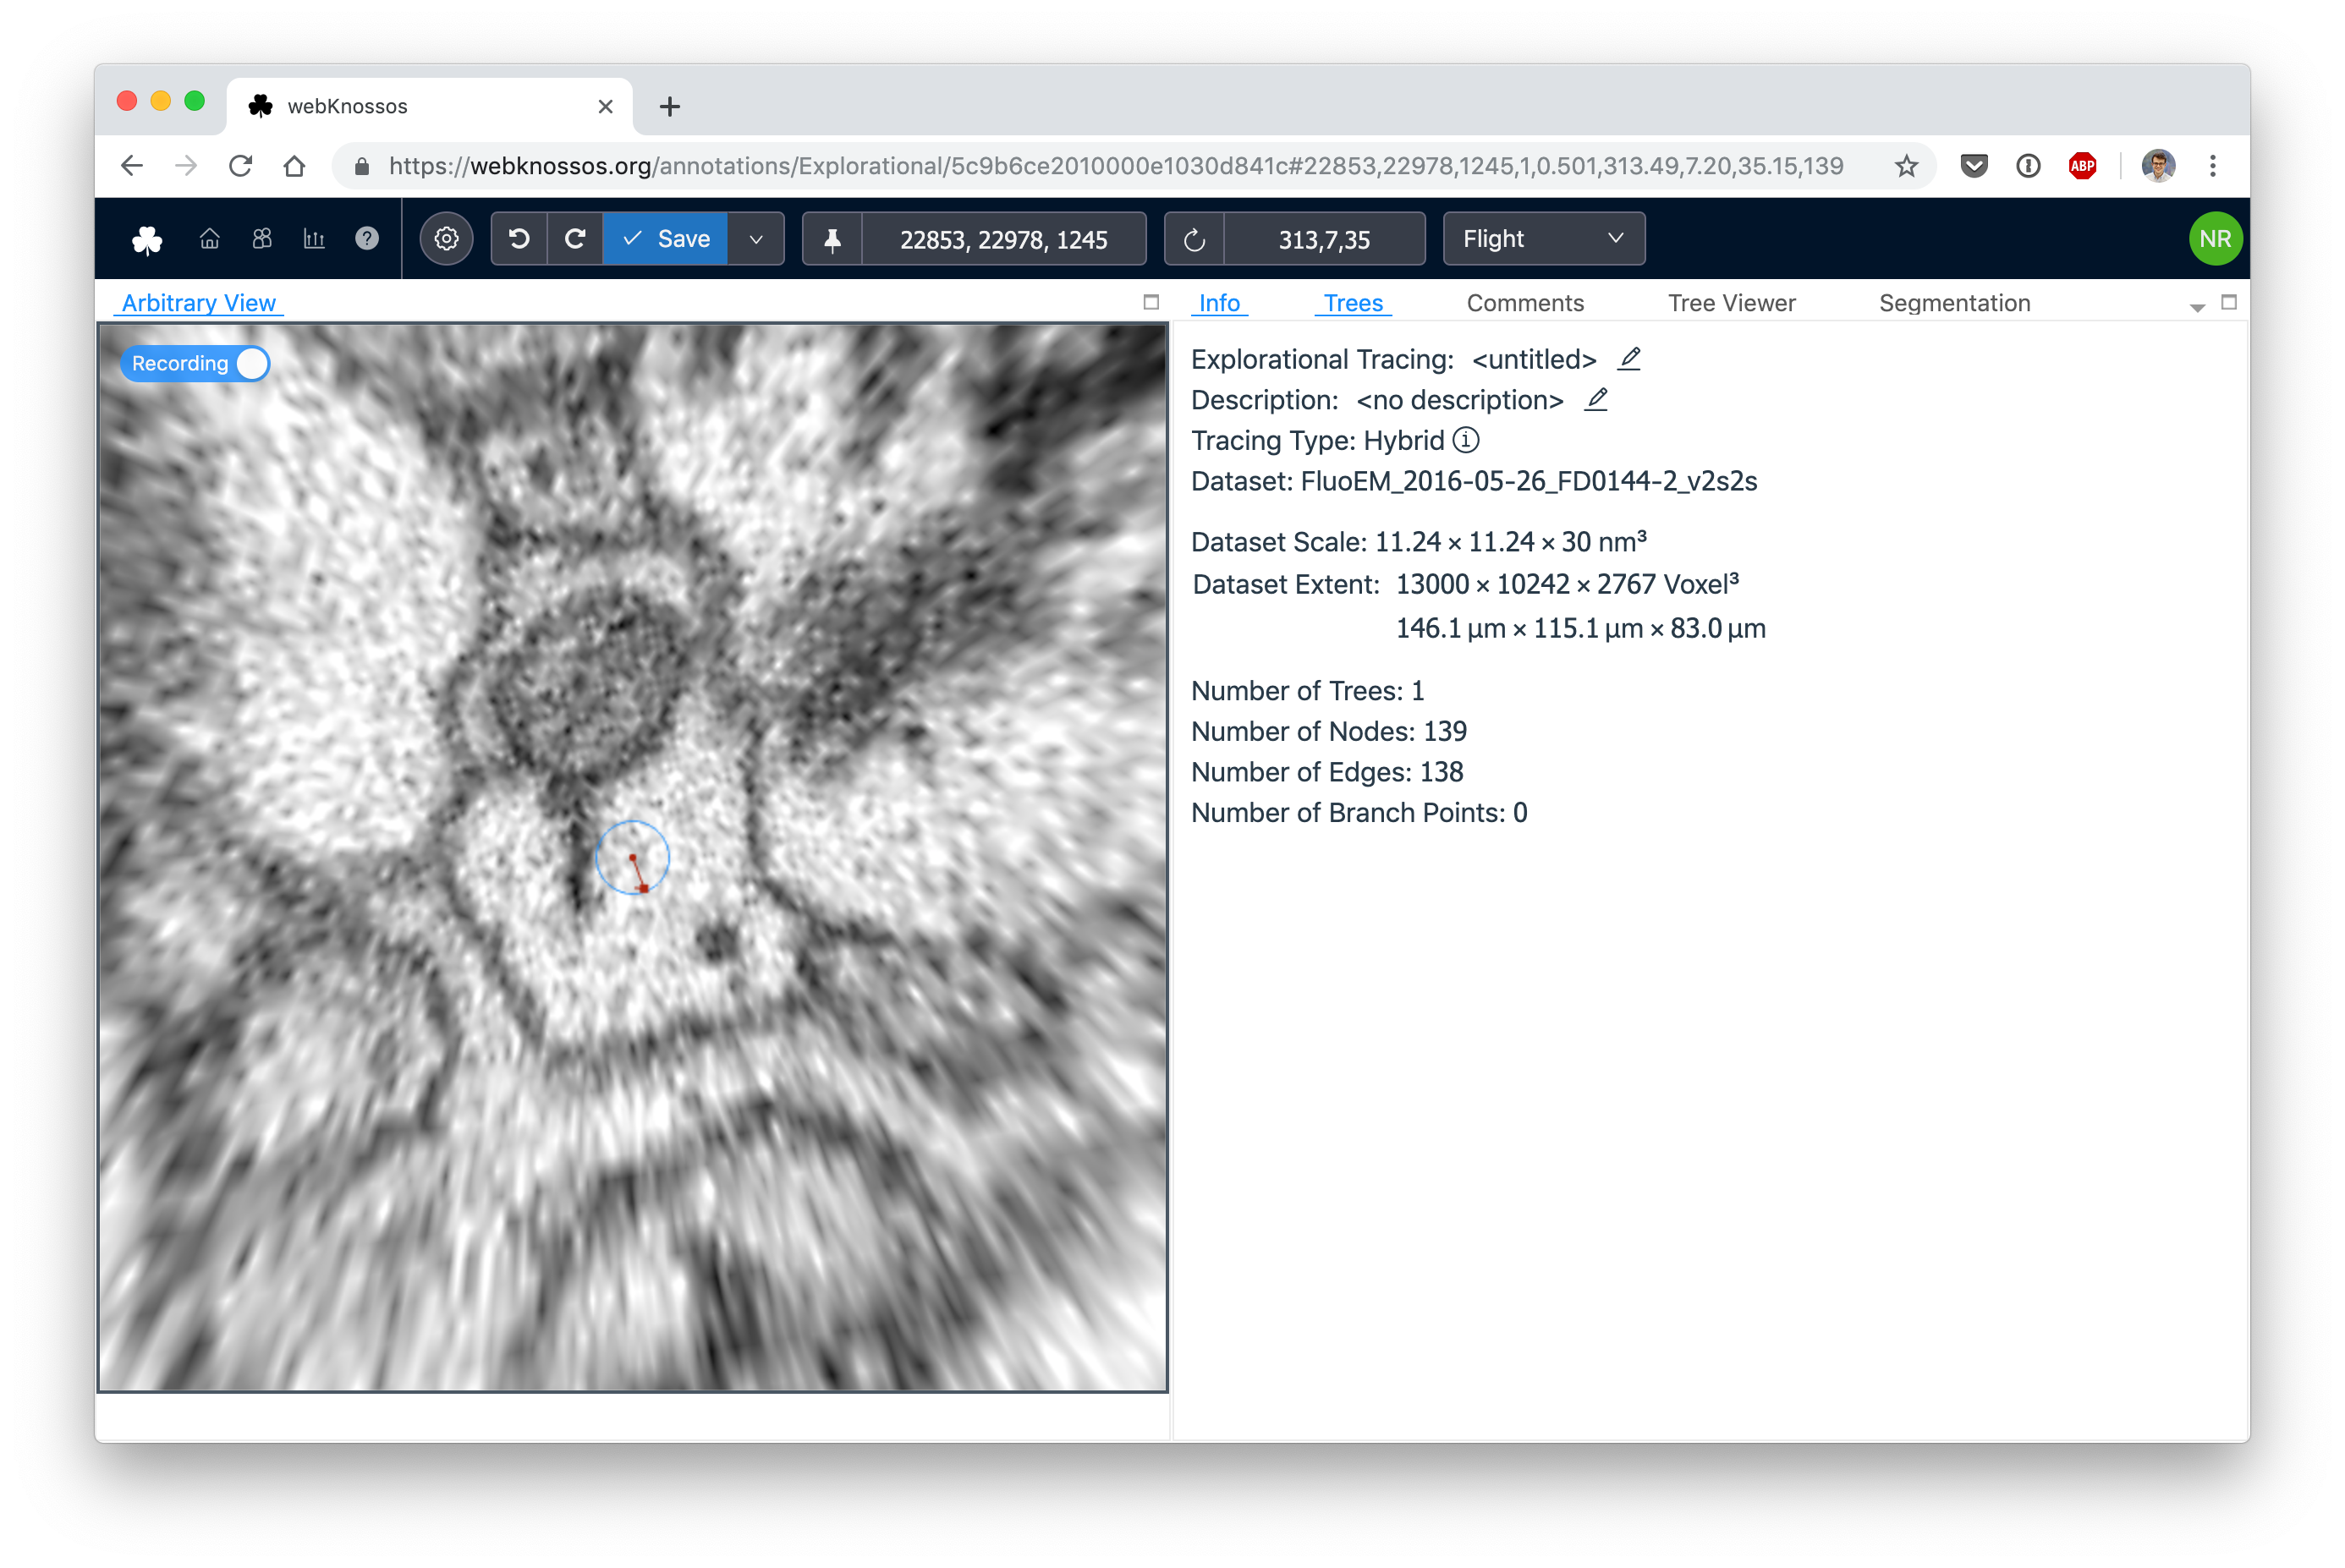 webKnossos
https://webknossos.org/annotations/Explorational/5c9b6ce2010000e1030d841c#22853,22978,1245,1,0.501,313.49,7.20,35.15,139
ABP
Save
22853, 22978, 1245
313,7,35
Flight
NR
Arbitrary View
Info Trees Comments Tree Viewer Segmentation
Recording
Explorational Tracing: <untitled>
Description: <no description>
Tracing Type: Hybrid
Dataset: FluoEM_2016-05-26_FD0144-2_v2s2s
Dataset Scale: 11.24 × 11.24 × 30 nm³
Dataset Extent: 13000 × 10242 × 2767 Voxel³
146.1 µm × 115.1 µm × 83.0 µm
Number of Trees: 1
Number of Nodes: 139
Number of Edges: 138
Number of Branch Points: 0